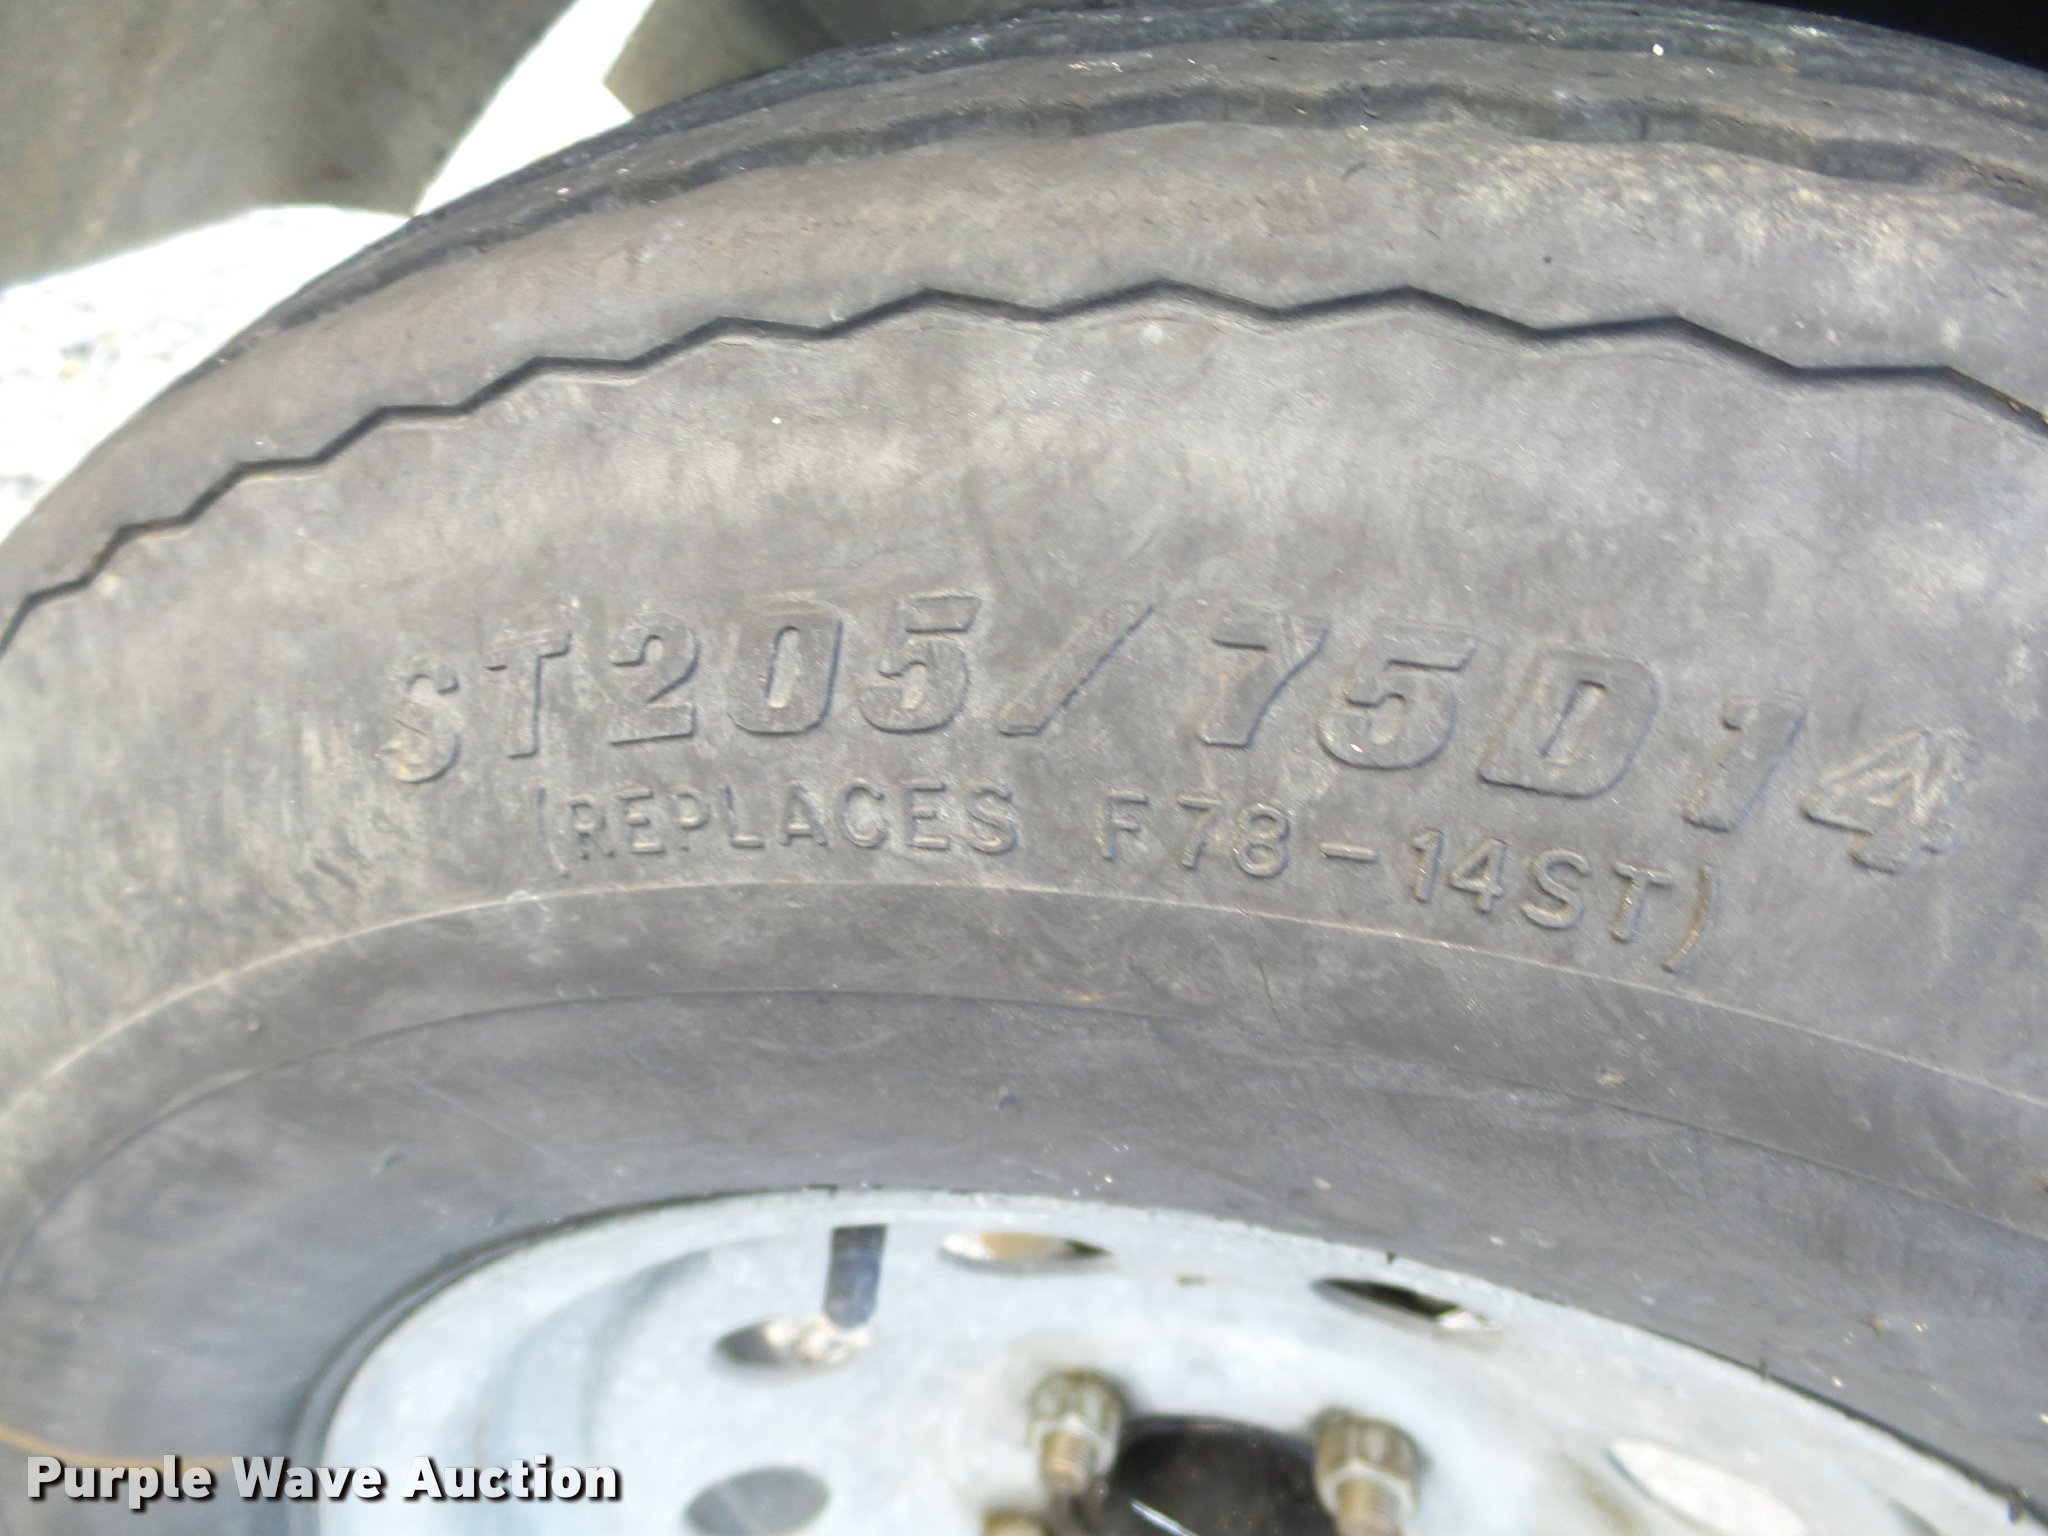 ST205/75D14
(REPLACES F78-14ST)
Purple Wave Auction